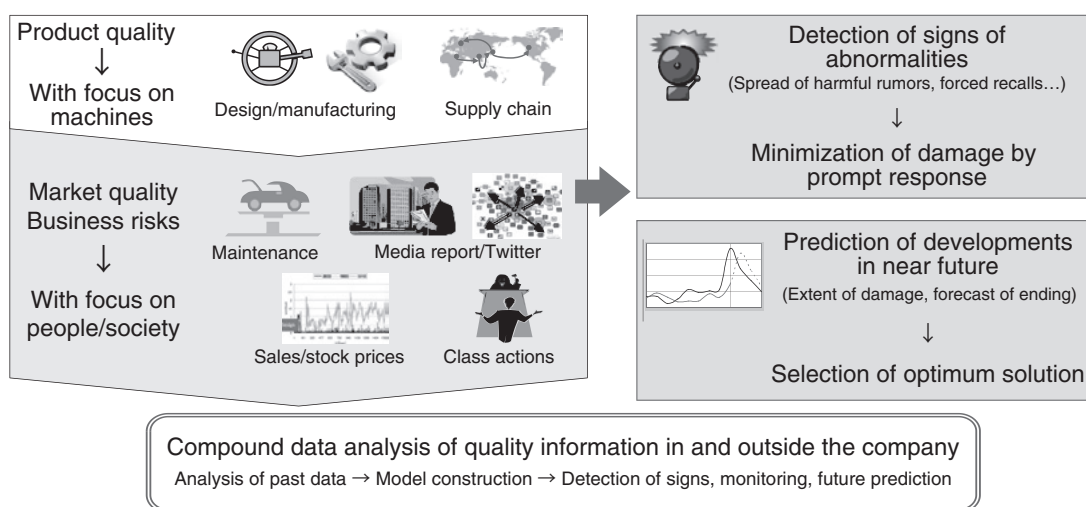 Product quality
↓
With focus on
machines
Design/manufacturing
Supply chain
Market quality
Business risks
↓
With focus on
people/society
Maintenance
Media report/Twitter
Sales/stock prices
Class actions
Detection of signs of
abnormalities
(Spread of harmful rumors, forced recalls…)
↓
Minimization of damage by
prompt response
Prediction of developments
in near future
(Extent of damage, forecast of ending)
↓
Selection of optimum solution
Compound data analysis of quality information in and outside the company
Analysis of past data → Model construction → Detection of signs, monitoring, future prediction